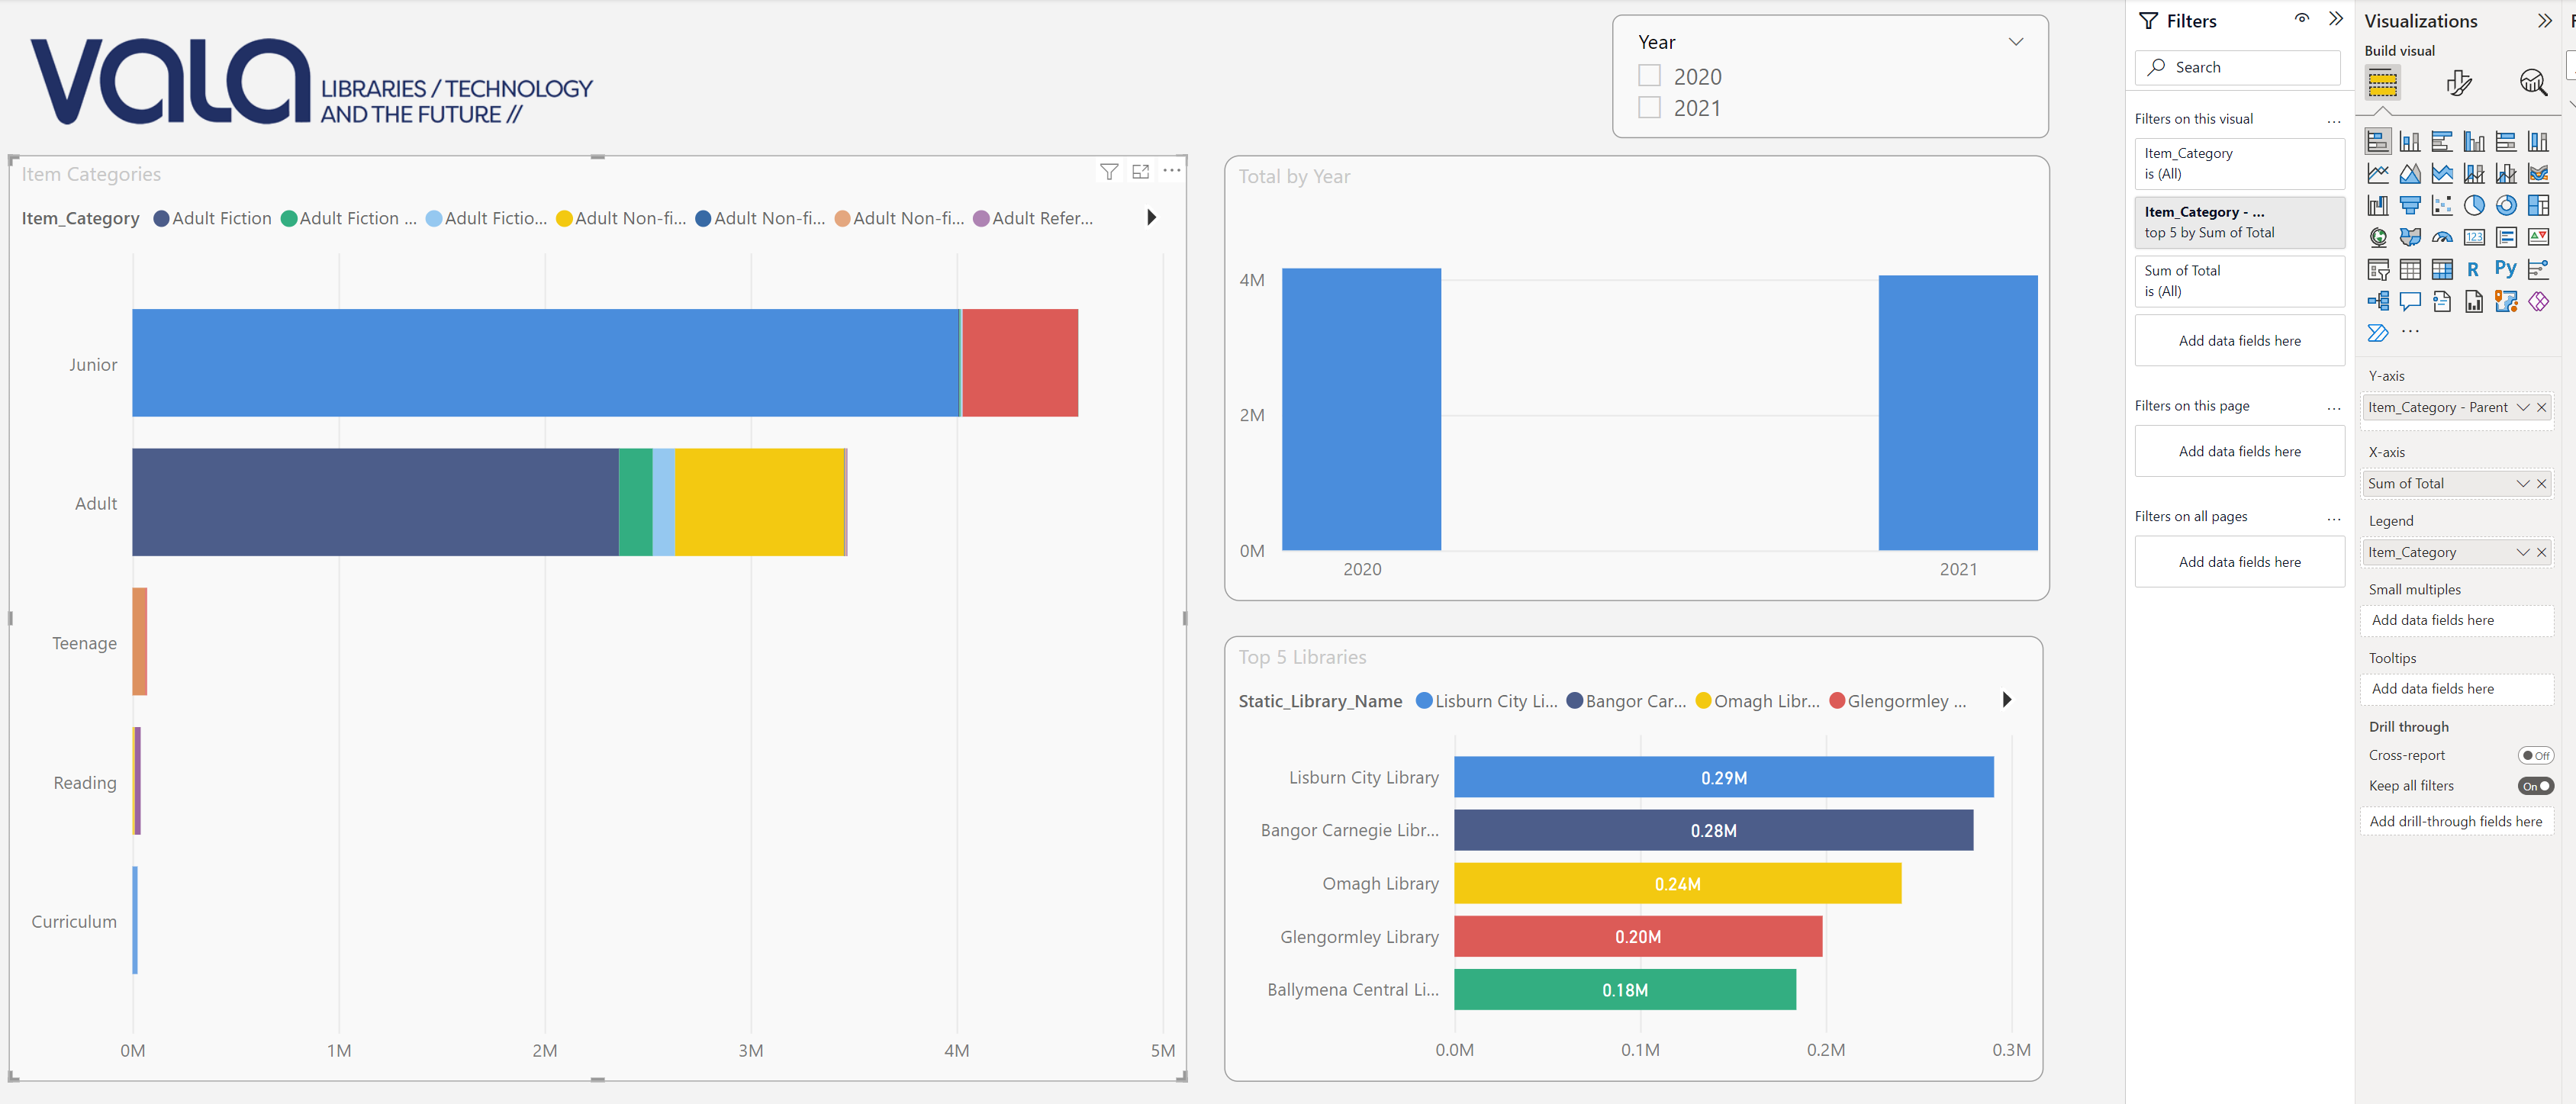 VALA LIBRARIES / TECHNOLOGY
AND THE FUTURE //
Year
2020
2021
Item Categories
Item_Category Adult Fiction Adult Fiction ... Adult Fictio... Adult Non-fi... Adult Non-fi... Adult Non-fi... Adult Refer...
Junior
Adult
Teenage
Reading
Curriculum
0M 1M 2M 3M 4M 5M
Total by Year
4M
2M
0M
2020 2021
Top 5 Libraries
Static_Library_Name Lisburn City Li... Bangor Car... Omagh Libr... Glengormley ...
Lisburn City Library 0.29M
Bangor Carnegie Libr... 0.28M
Omagh Library 0.24M
Glengormley Library 0.20M
Ballymena Central Li... 0.18M
0.0M 0.1M 0.2M 0.3M
Filters
Search
Filters on this visual ...
Item_Category
is (All)
Item_Category - ...
top 5 by Sum of Total
Sum of Total
is (All)
Add data fields here
Filters on this page ...
Add data fields here
Filters on all pages ...
Add data fields here
Visualizations
Build visual
123
R Py
...
Y-axis
Item_Category - Parent
X-axis
Sum of Total
Legend
Item_Category
Small multiples
Add data fields here
Tooltips
Add data fields here
Drill through
Cross-report Off
Keep all filters On
Add drill-through fields here